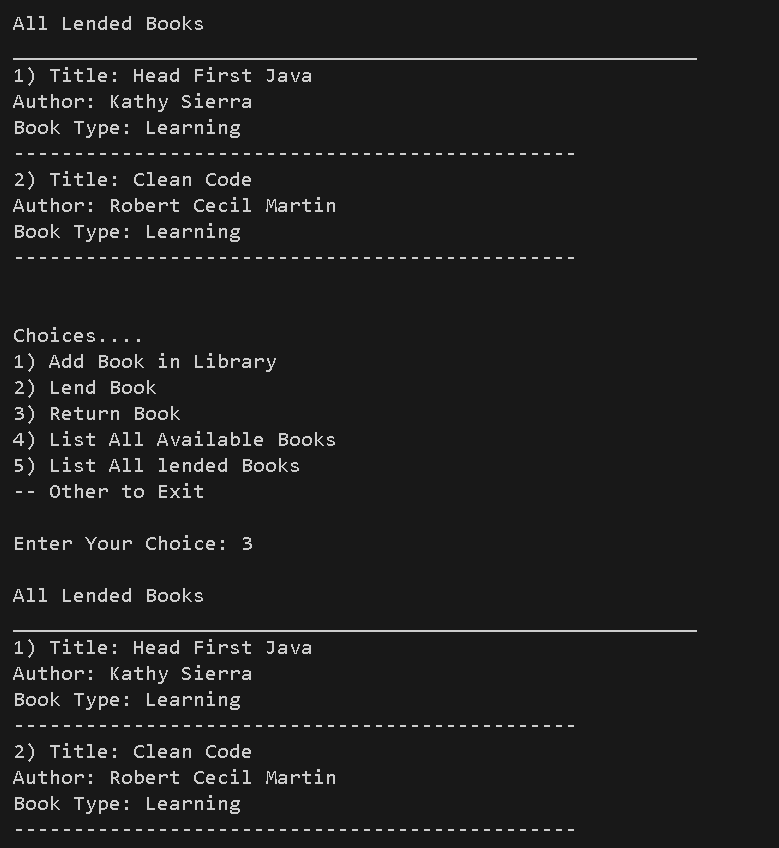 All Lended Books
_________________________________________________________
1) Title: Head First Java
Author: Kathy Sierra
Book Type: Learning
-----------------------------------------------
2) Title: Clean Code
Author: Robert Cecil Martin
Book Type: Learning
-----------------------------------------------
Choices....
1) Add Book in Library
2) Lend Book
3) Return Book
4) List All Available Books
5) List All lended Books
-- Other to Exit
Enter Your Choice: 3
All Lended Books
_________________________________________________________
1) Title: Head First Java
Author: Kathy Sierra
Book Type: Learning
-----------------------------------------------
2) Title: Clean Code
Author: Robert Cecil Martin
Book Type: Learning
-----------------------------------------------